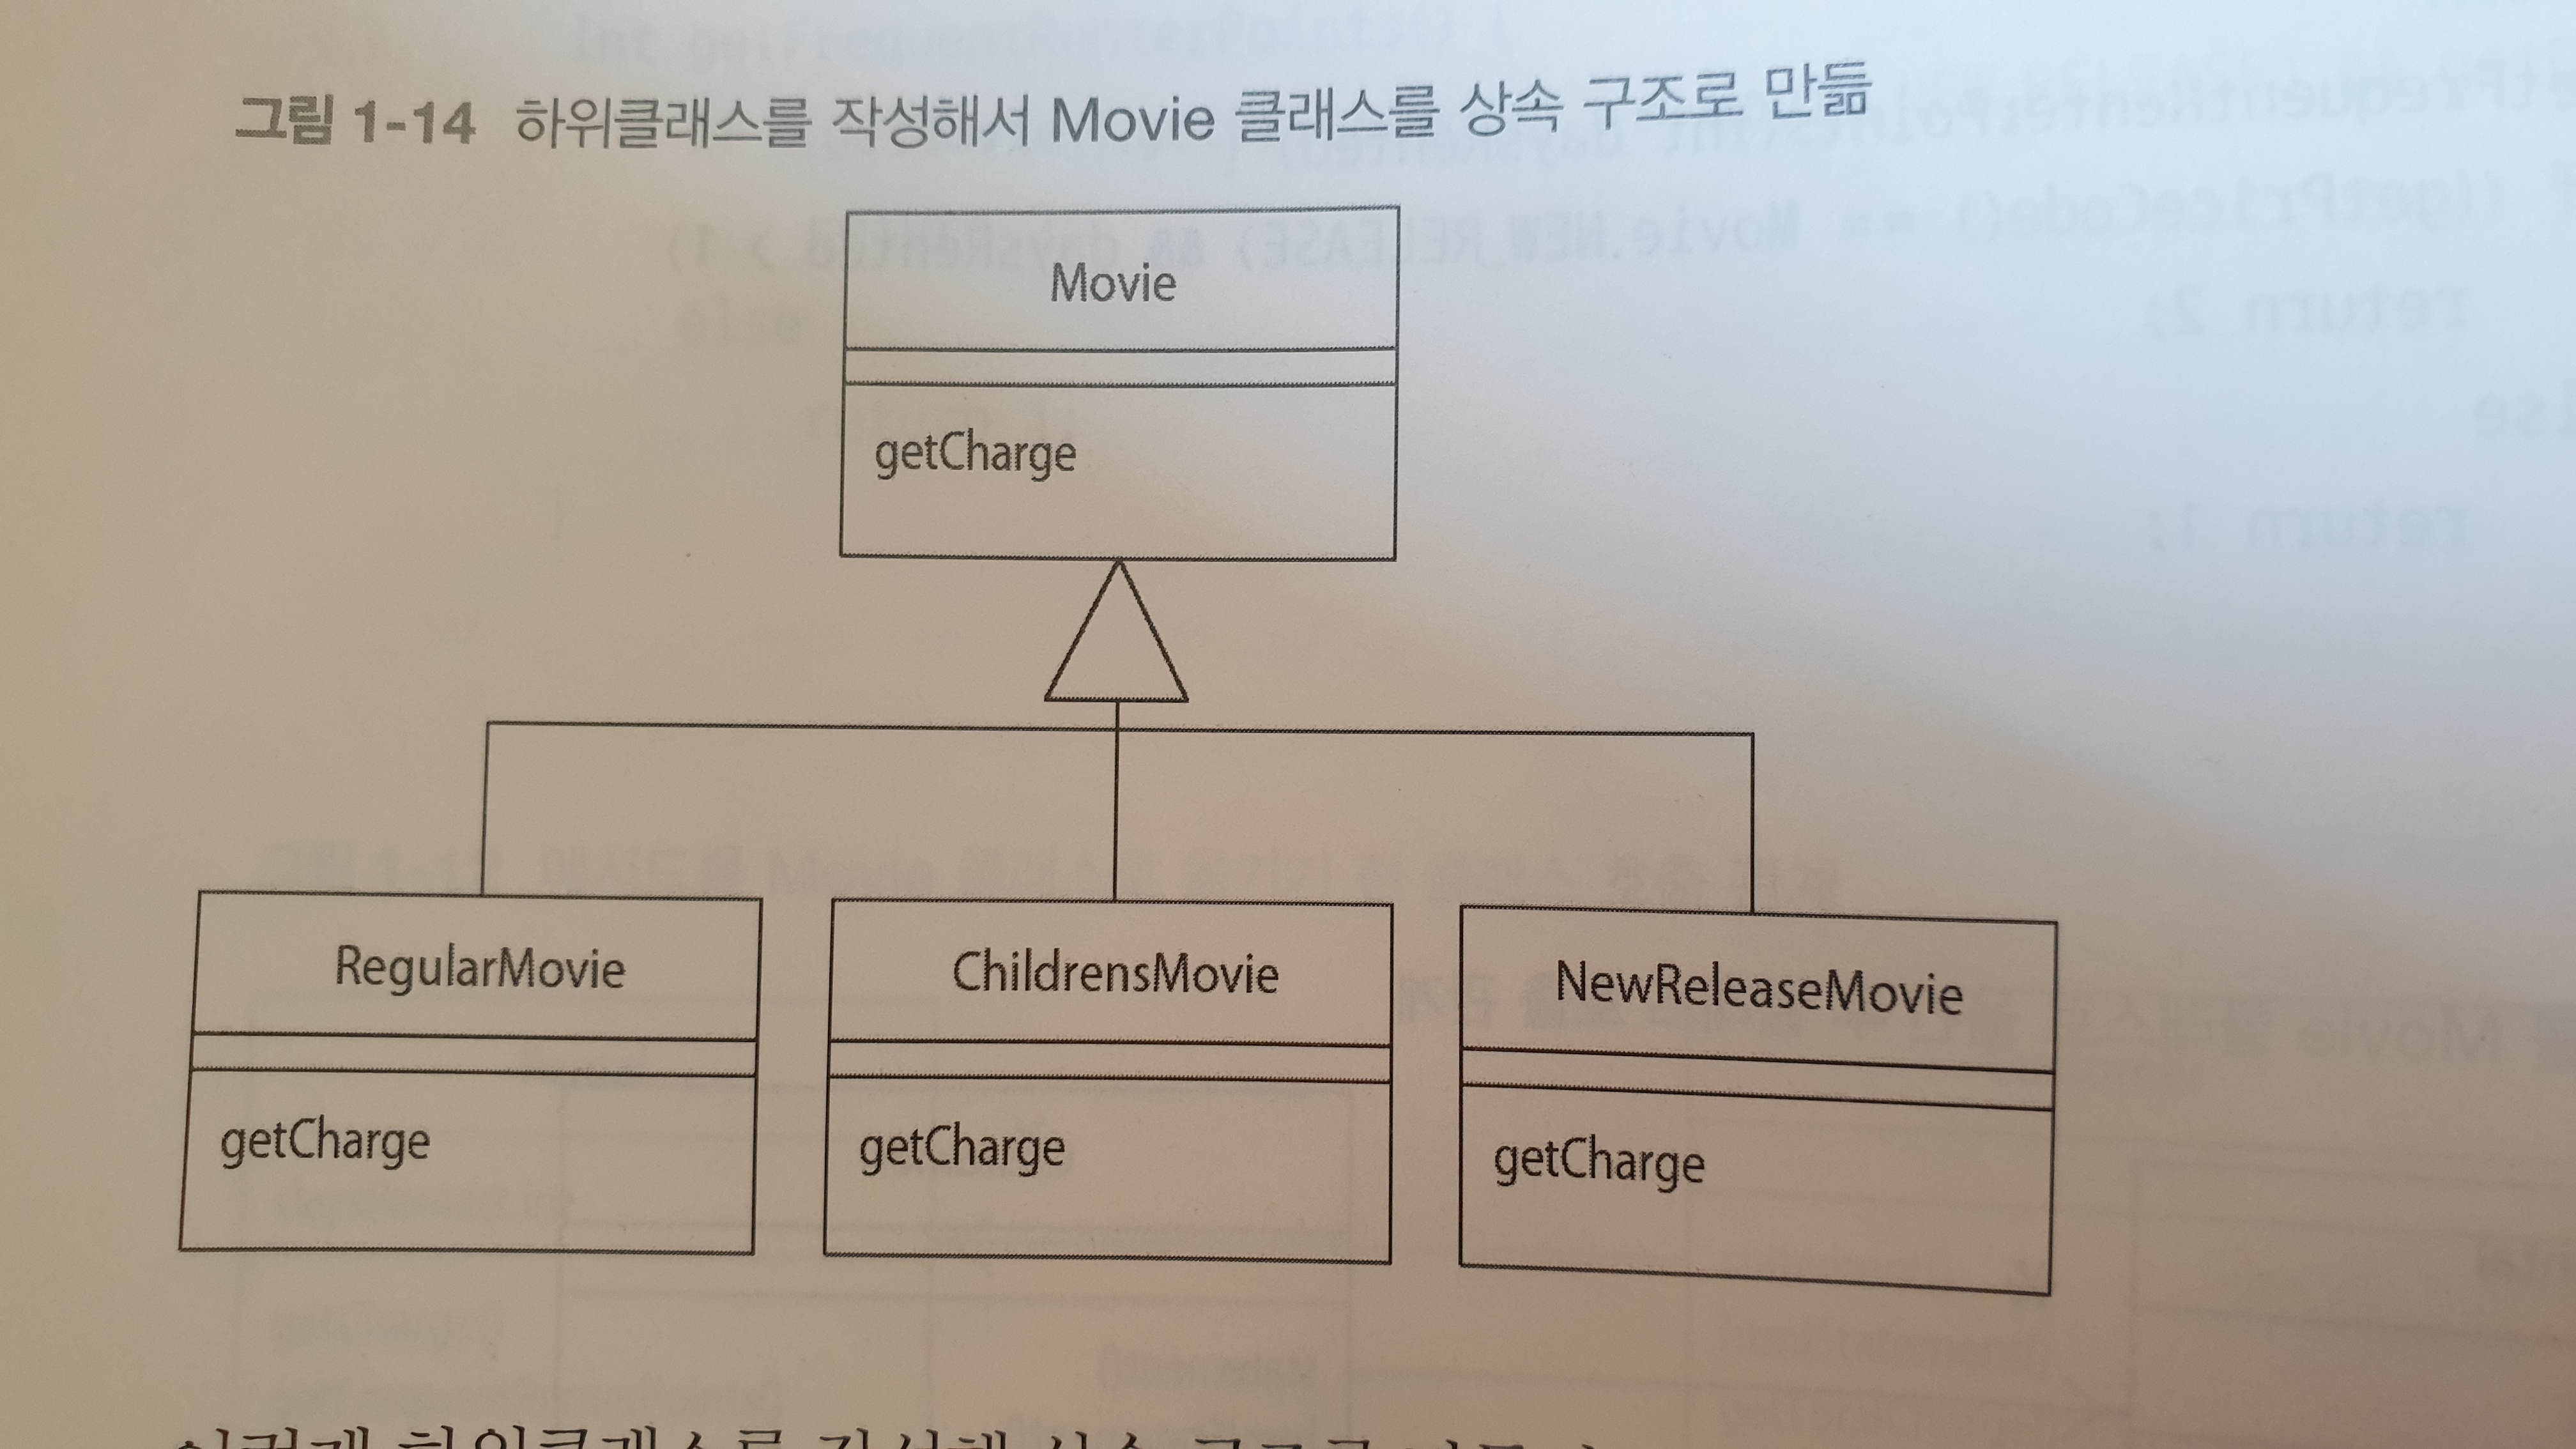 그림 1-14 하위클래스를 작성해서 Movie 클래스를 상속 구조로 만듦
Movie
getCharge
RegularMovie
ChildrensMovie
NewReleaseMovie
getCharge
getCharge
getCharge